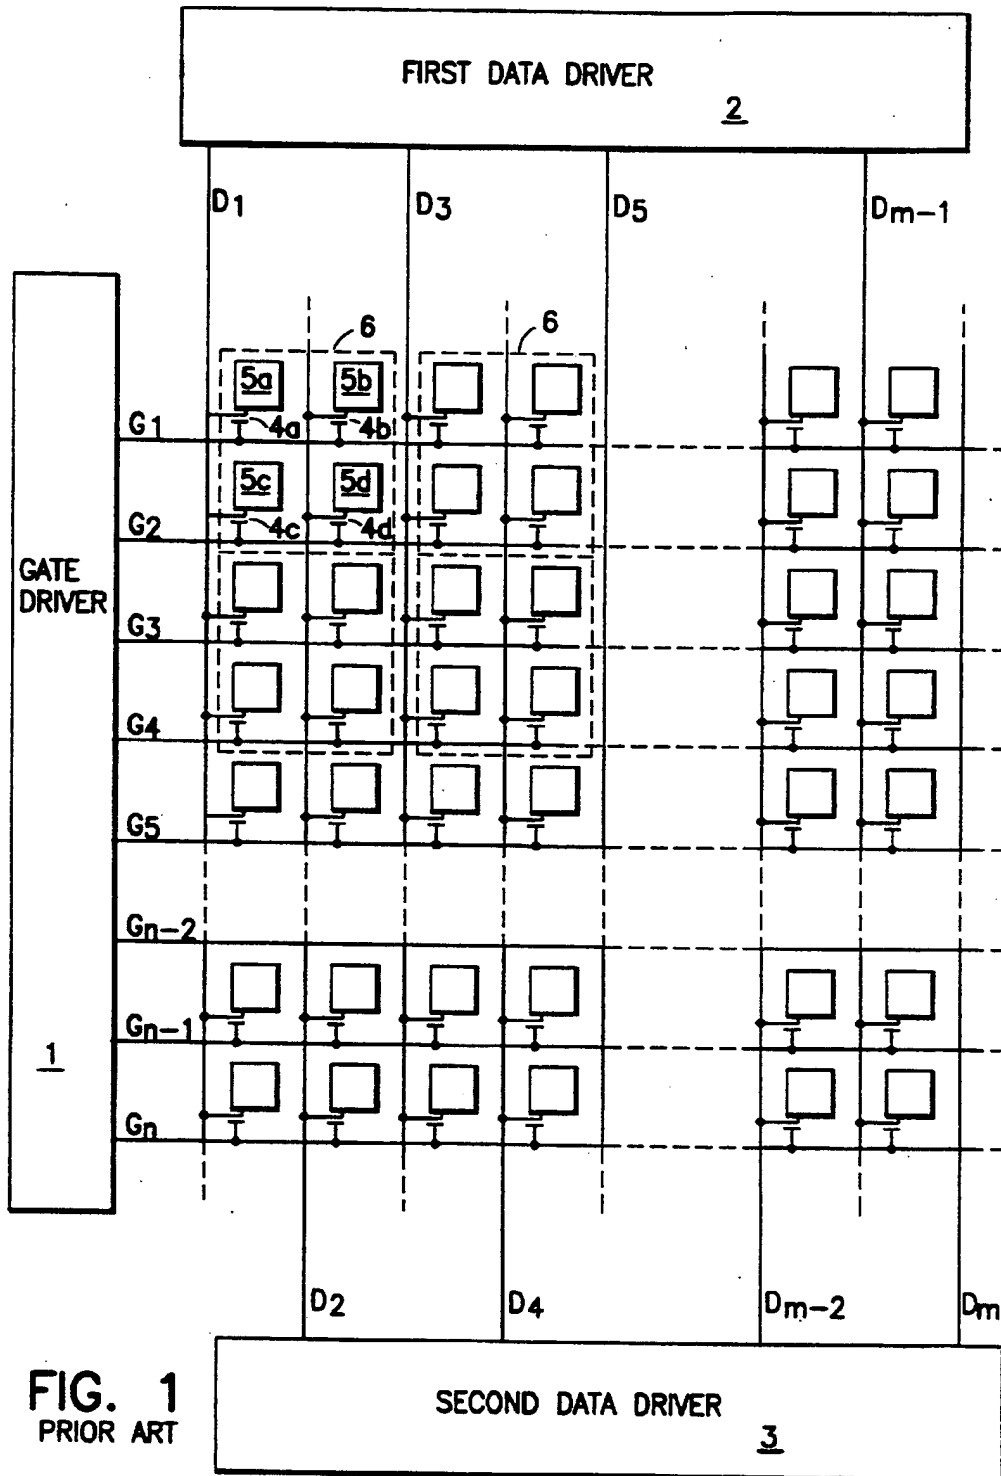 FIRST DATA DRIVER
2
D1 D3 D5 Dm-1
6 6
5a 5b
4a 4b
G1
5c 5d
4c 4d
G2
GATE
DRIVER
G3
G4
G5
Gn-2
Gn-1
1
Gn
D2 D4 Dm-2 Dm
FIG. 1
PRIOR ART
SECOND DATA DRIVER
3